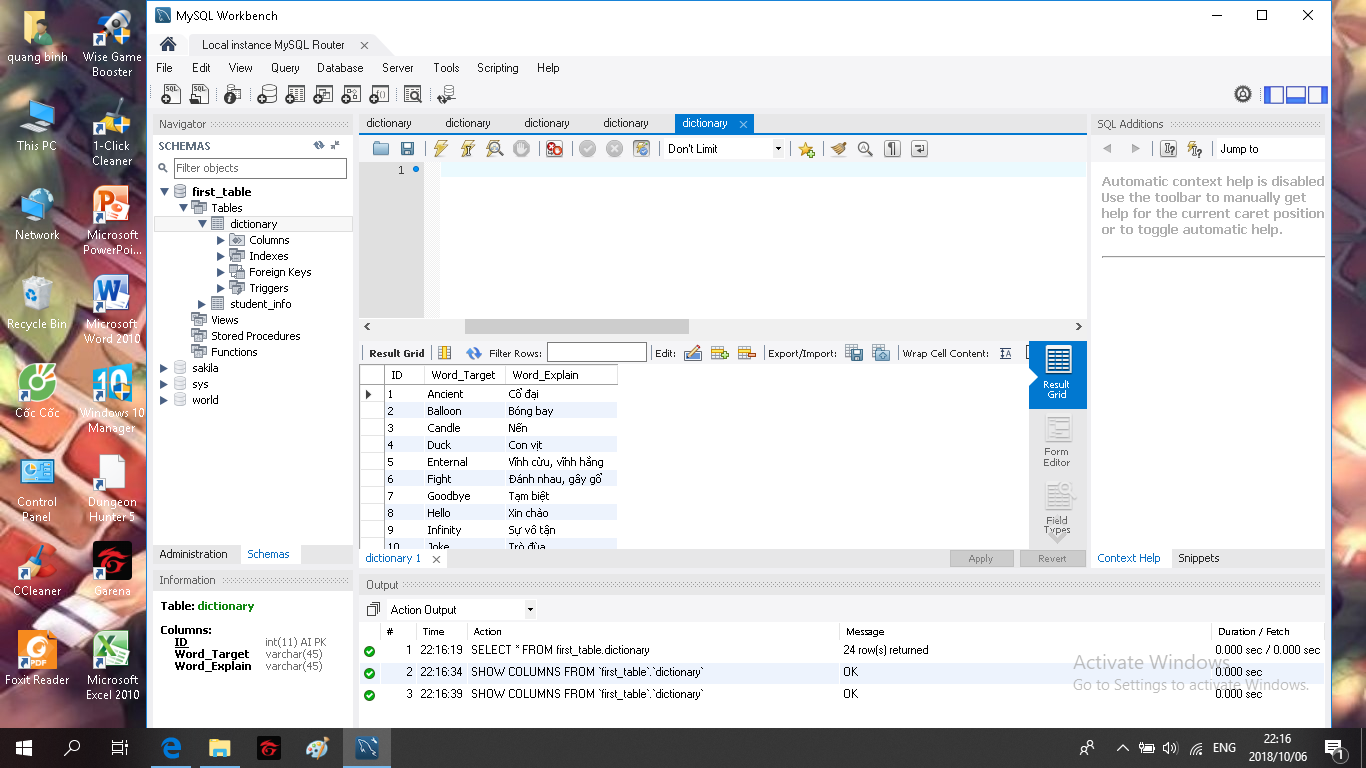 quang binh
Wise Game
Booster
This PC
1-Click
Cleaner
Network
Microsoft
PowerPoi...
Recycle Bin
Microsoft
Word 2010
Cốc Cốc
Windows 10
Manager
Control
Panel
Dungeon
Hunter 5
CCleaner
Garena
Foxit Reader
Microsoft
Excel 2010
MySQL Workbench
Local instance MySQL Router
File Edit View Query Database Server Tools Scripting Help
Navigator
SCHEMAS
Filter objects
first_table
Tables
dictionary
Columns
Indexes
Foreign Keys
Triggers
student_info
Views
Stored Procedures
Functions
sakila
sys
world
Administration Schemas
Information
Table: dictionary
Columns:
ID int(11) AI PK
Word_Target varchar(45)
Word_Explain varchar(45)
dictionary dictionary dictionary dictionary dictionary
Don't Limit
1
Result Grid Filter Rows: Edit: Export/Import: Wrap Cell Content:
ID Word_Target Word_Explain
1 Ancient Cổ đại
2 Balloon Bóng bay
3 Candle Nến
4 Duck Con vịt
5 Enternal Vĩnh cửu, vĩnh hằng
6 Fight Đánh nhau, gây gổ
7 Goodbye Tạm biệt
8 Hello Xin chào
9 Infinity Sự vô tận
10 Joke Trò đùa
Result
Grid
Form
Editor
Field
Types
dictionary 1
Apply Revert
SQL Additions
Jump to
Automatic context help is disabled
Use the toolbar to manually get
help for the current caret position
or to toggle automatic help.
Context Help Snippets
Output
Action Output
# Time Action Message Duration / Fetch
1 22:16:19 SELECT * FROM first_table.dictionary 24 row(s) returned 0.000 sec / 0.000 sec
2 22:16:34 SHOW COLUMNS FROM `first_table`.`dictionary` OK 0.000 sec
3 22:16:39 SHOW COLUMNS FROM `first_table`.`dictionary` OK 0.000 sec
Activate Windows
Go to Settings to activate Windows.
ENG
22:16
2018/10/06
1